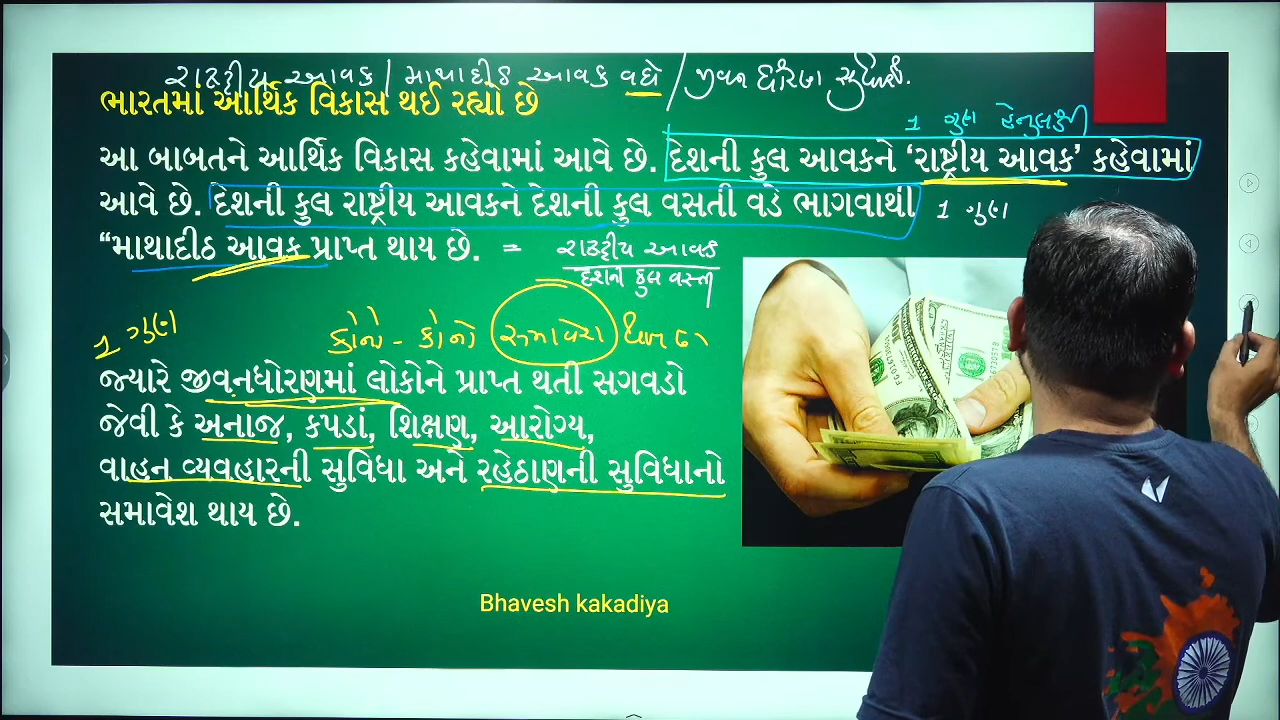 રાષ્ટ્રીય આવક / માથાદીઠ આવક વધે / જીવન ધોરણ સુધરે.
ભારતમાં આર્થિક વિકાસ થઈ રહ્યો છે
1 ગુણ હેતુલક્ષી
આ બાબતને આર્થિક વિકાસ કહેવામાં આવે છે. દેશની કુલ આવકને ‘રાષ્ટ્રીય આવક’ કહેવામાં
આવે છે. દેશની કુલ રાષ્ટ્રીય આવકને દેશની કુલ વસતી વડે ભાગવાથી 1 ગુણ
“માથાદીઠ આવક પ્રાપ્ત થાય છે. = રાષ્ટ્રીય આવક
દેશની કુલ વસ્તી
1 ગુણ
કોનો - કોનો સમાવેશ થાય છે
જ્યારે જીવનધોરણમાં લોકોને પ્રાપ્ત થતી સગવડો
જેવી કે અનાજ, કપડાં, શિક્ષણ, આરોગ્ય,
વાહન વ્યવહારની સુવિધા અને રહેઠાણની સુવિધાનો
સમાવેશ થાય છે.
Bhavesh kakadiya